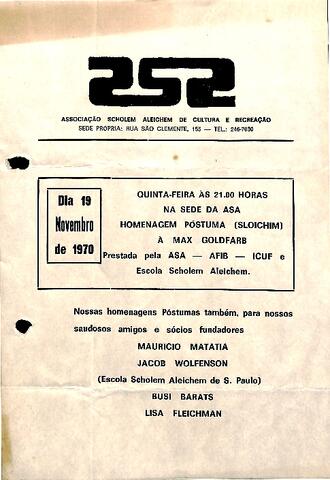 asa
ASSOCIAÇÃO SCHOLEM ALEICHEM DE CULTURA E RECREAÇÃO
SEDE PROPRIA: RUA SÃO CLEMENTE, 155 — TEL.: 246-7030
Dia 19
Novembro
de 1970
QUINTA-FEIRA ÀS 21.00 HORAS
NA SEDE DA ASA
HOMENAGEM PÓSTUMA (SLOICHIM)
À MAX GOLDFARB
Prestada pela ASA — AFIB — ICUF e
Escola Scholem Aleichem.
Nossas homenagens Póstumas também, para nossos
saudosos amigos e sócios fundadores
MAURICIO MATATIA
JACOB WOLFENSON
(Escola Scholem Aleichem de S. Paulo)
BUSI BARATS
LISA FLEICHMAN